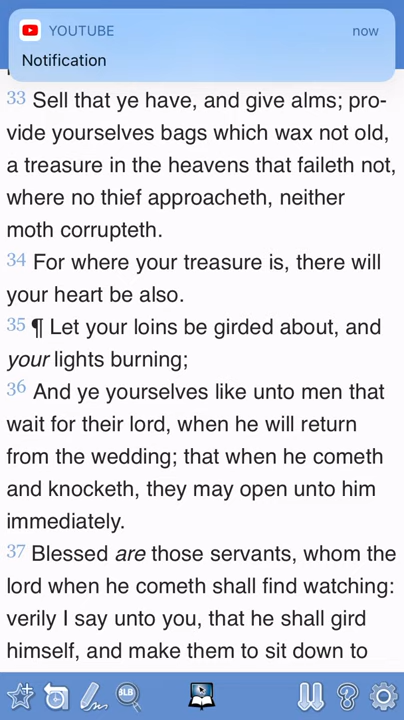 YOUTUBE now
Notification
33 Sell that ye have, and give alms; pro-
vide yourselves bags which wax not old,
a treasure in the heavens that faileth not,
where no thief approacheth, neither
moth corrupteth.
34 For where your treasure is, there will
your heart be also.
35 ¶ Let your loins be girded about, and
your lights burning;
36 And ye yourselves like unto men that
wait for their lord, when he will return
from the wedding; that when he cometh
and knocketh, they may open unto him
immediately.
37 Blessed are those servants, whom the
lord when he cometh shall find watching:
verily I say unto you, that he shall gird
himself, and make them to sit down to
BLB